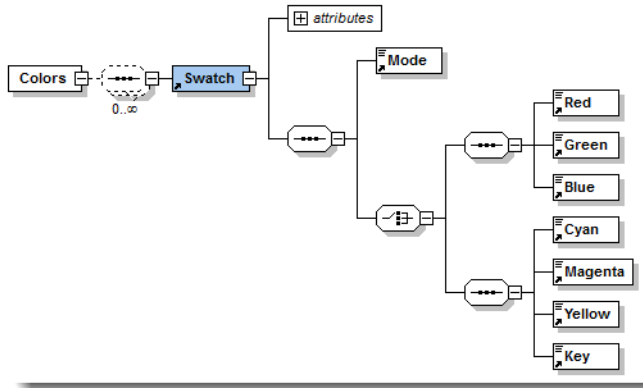 attributes
Mode
Colors
Swatch
0..∞
Red
Green
Blue
Cyan
Magenta
Yellow
Key